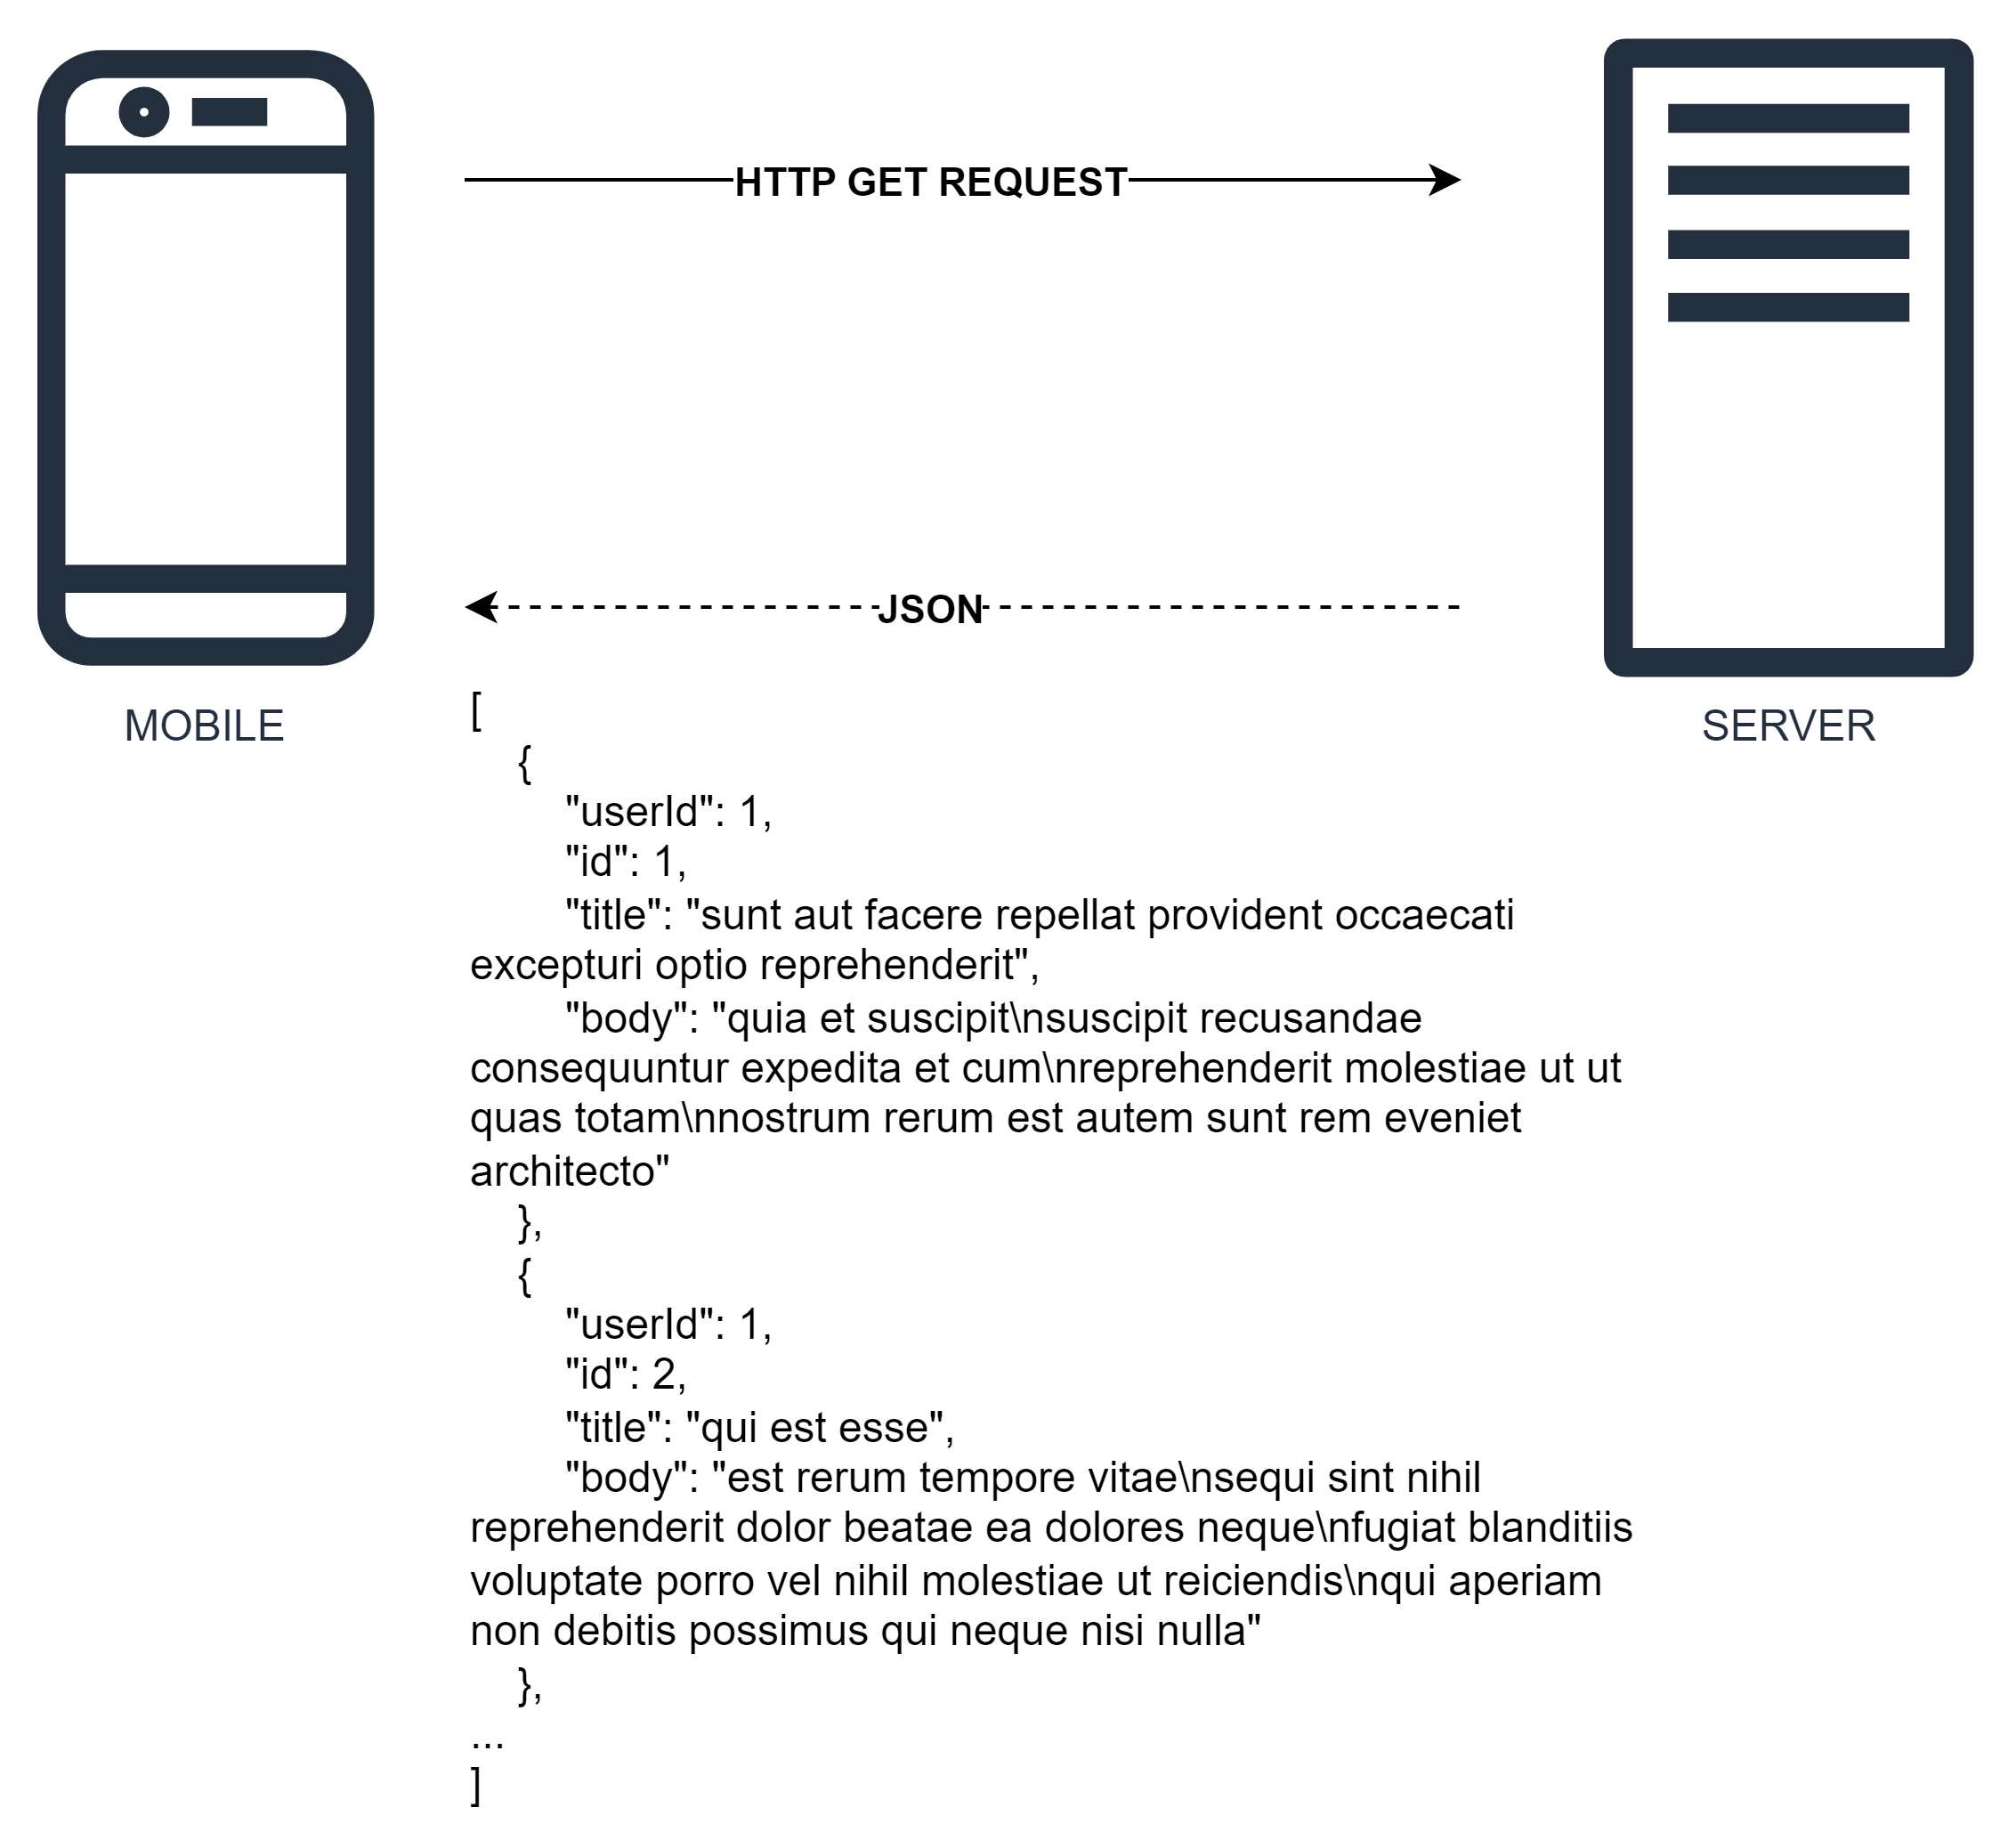 HTTP GET REQUEST
JSON
MOBILE
SERVER
[
    {
        "userId": 1,
        "id": 1,
        "title": "sunt aut facere repellat provident occaecati
excepturi optio reprehenderit",
        "body": "quia et suscipit\nsuscipit recusandae
consequuntur expedita et cum\nreprehenderit molestiae ut ut
quas totam\nnostrum rerum est autem sunt rem eveniet
architecto"
    },
    {
        "userId": 1,
        "id": 2,
        "title": "qui est esse",
        "body": "est rerum tempore vitae\nsequi sint nihil
reprehenderit dolor beatae ea dolores neque\nfugiat blanditiis
voluptate porro vel nihil molestiae ut reiciendis\nqui aperiam
non debitis possimus qui neque nisi nulla"
    },
...
]